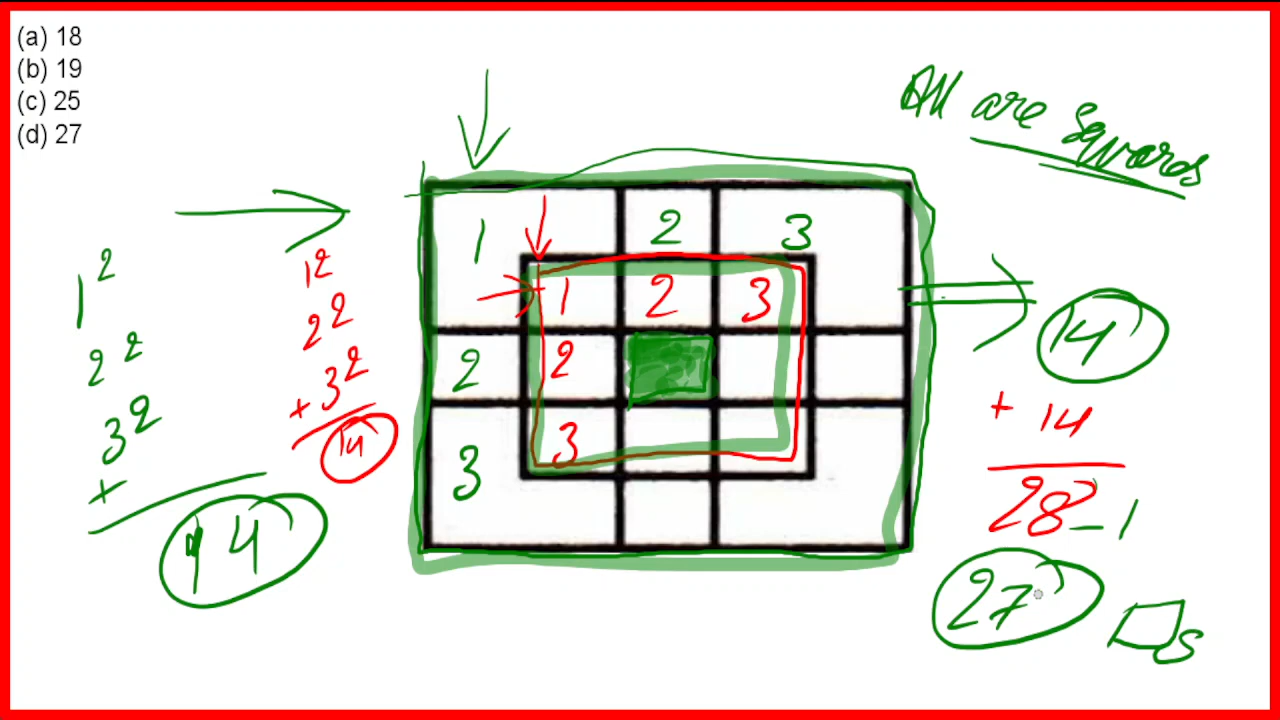 (a) 18
(b) 19
(c) 25
(d) 27
All are Squares
1 2 3
1² 1² 1 2 3
2² 2² 2 2 14
3² + 3² 3 3 + 14
+ 14 28 - 1
14 27 □s